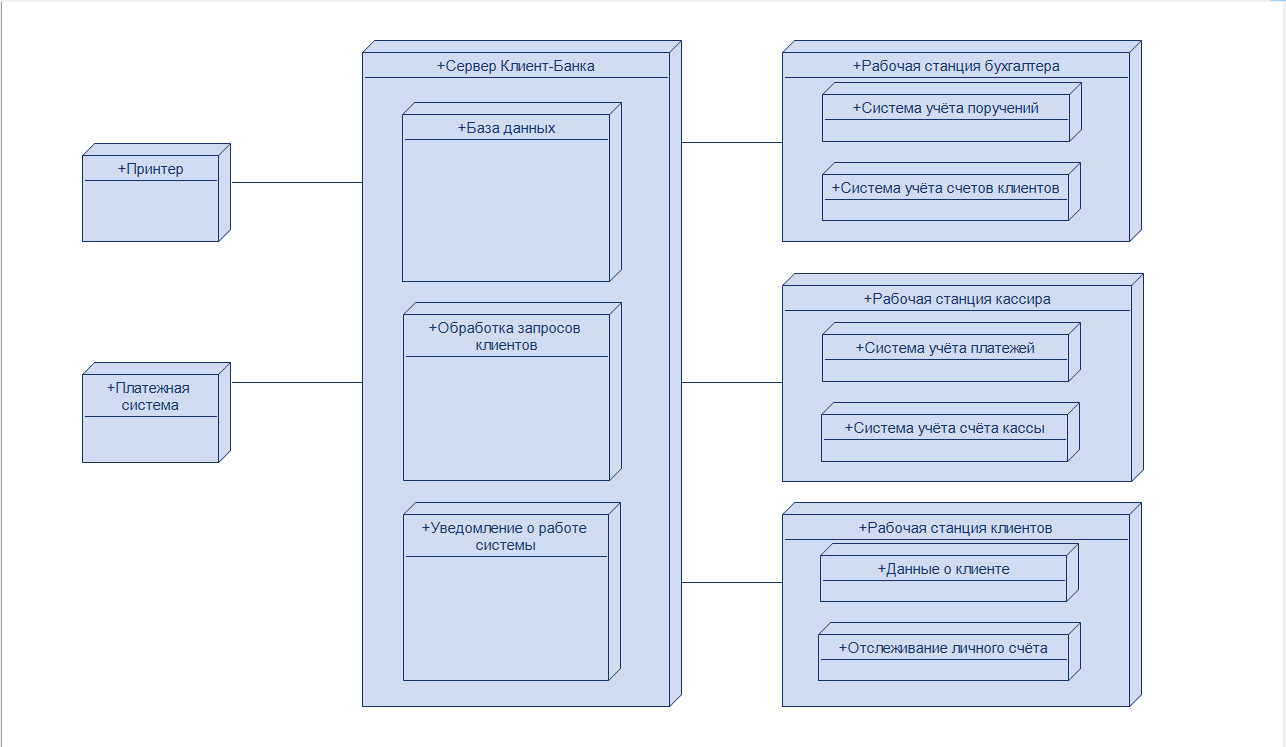 +Принтер
+Платежная
система
+Сервер Клиент-Банка
+База данных
+Обработка запросов
клиентов
+Уведомление о работе
системы
+Рабочая станция бухгалтера
+Система учёта поручений
+Система учёта счетов клиентов
+Рабочая станция кассира
+Система учёта платежей
+Система учёта счёта кассы
+Рабочая станция клиентов
+Данные о клиенте
+Отслеживание личного счёта